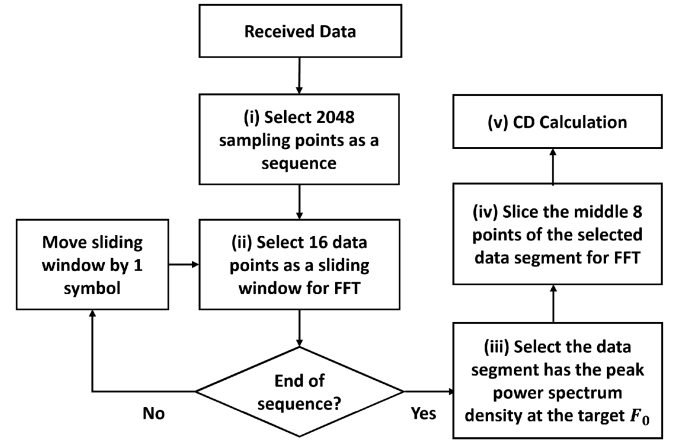 Received Data
(i) Select 2048
sampling points as a
sequence
(v) CD Calculation
Move sliding
window by 1
symbol
(ii) Select 16 data
points as a sliding
window for FFT
(iv) Slice the middle 8
points of the selected
data segment for FFT
End of
sequence?
No
Yes
(iii) Select the data
segment has the peak
power spectrum
density at the target F₀